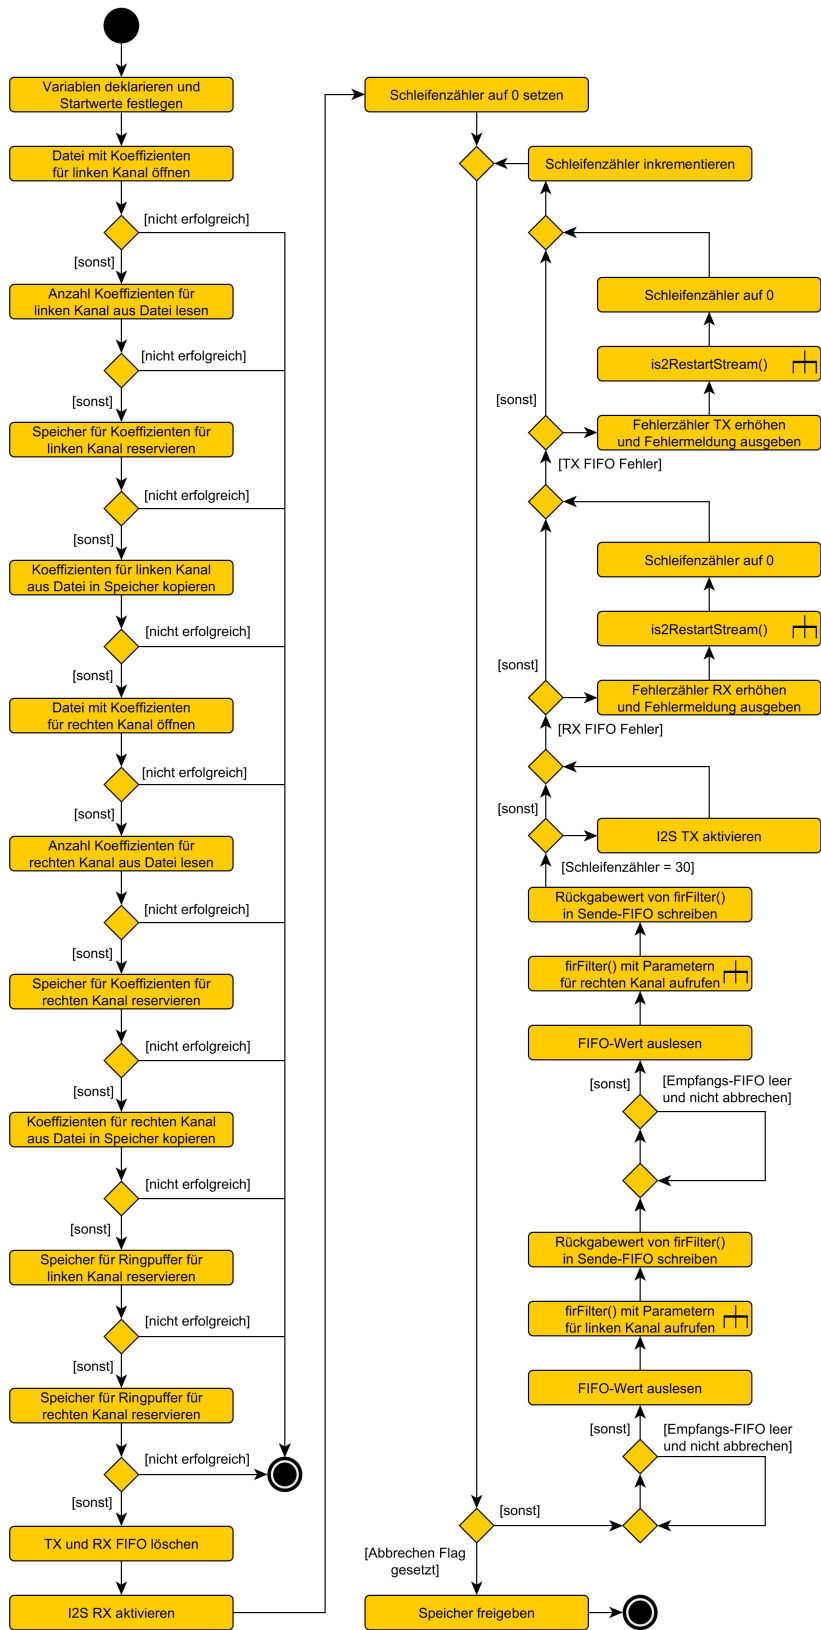 Variablen deklarieren und
Startwerte festlegen
Datei mit Koeffizienten
für linken Kanal öffnen
[nicht erfolgreich]
[sonst]
Anzahl Koeffizienten für
linken Kanal aus Datei lesen
[nicht erfolgreich]
[sonst]
Speicher für Koeffizienten für
linken Kanal reservieren
[nicht erfolgreich]
[sonst]
Koeffizienten für linken Kanal
aus Datei in Speicher kopieren
[nicht erfolgreich]
[sonst]
Datei mit Koeffizienten
für rechten Kanal öffnen
[nicht erfolgreich]
[sonst]
Anzahl Koeffizienten für
rechten Kanal aus Datei lesen
[nicht erfolgreich]
[sonst]
Speicher für Koeffizienten für
rechten Kanal reservieren
[nicht erfolgreich]
[sonst]
Koeffizienten für rechten Kanal
aus Datei in Speicher kopieren
[nicht erfolgreich]
[sonst]
Speicher für Ringpuffer für
linken Kanal reservieren
[nicht erfolgreich]
[sonst]
Speicher für Ringpuffer für
rechten Kanal reservieren
[nicht erfolgreich]
[sonst]
TX und RX FIFO löschen
I2S RX aktivieren
Schleifenzähler auf 0 setzen
Schleifenzähler inkrementieren
Schleifenzähler auf 0
is2RestartStream()
[sonst]
Fehlerzähler TX erhöhen
und Fehlermeldung ausgeben
[TX FIFO Fehler]
Schleifenzähler auf 0
is2RestartStream()
[sonst]
Fehlerzähler RX erhöhen
und Fehlermeldung ausgeben
[RX FIFO Fehler]
[sonst]
I2S TX aktivieren
[Schleifenzähler = 30]
Rückgabewert von firFilter()
in Sende-FIFO schreiben
firFilter() mit Parametern
für rechten Kanal aufrufen
FIFO-Wert auslesen
[sonst]
[Empfangs-FIFO leer
und nicht abbrechen]
Rückgabewert von firFilter()
in Sende-FIFO schreiben
firFilter() mit Parametern
für linken Kanal aufrufen
FIFO-Wert auslesen
[sonst]
[Empfangs-FIFO leer
und nicht abbrechen]
[sonst]
[Abbrechen Flag
gesetzt]
Speicher freigeben